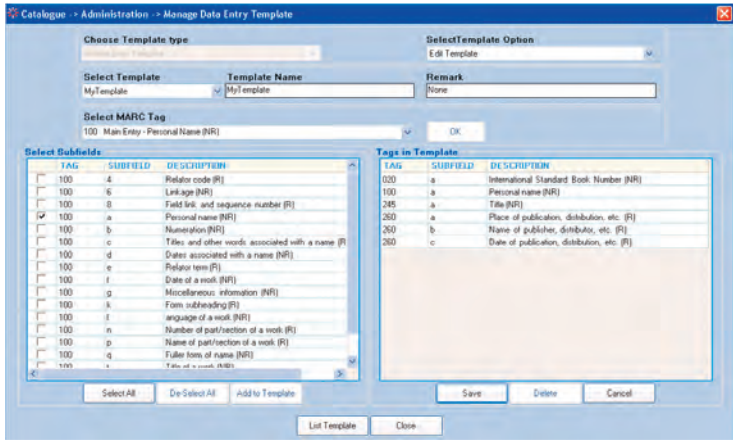 Catalogue -> Administration -> Manage Data Entry Template
Choose Template type
SelectTemplate Option
Edit Template
Select Template
Template Name
Remark
MyTemplate
MyTemplate
None
Select MARC Tag
100 Main Entry - Personal Name (NR)
OK
Select Subfields
Tags in Template
TAG SUBFIELD DESCRIPTION
100 4 Relator code (R)
100 6 Linkage (NR)
100 8 Field link and sequence number (R)
100 a Personal name (NR)
100 b Numeration (NR)
100 c Titles and other words associated with a name (R
100 d Dates associated with a name (NR)
100 e Relator term (R)
100 f Date of a work (NR)
100 g Miscellaneous information (NR)
100 k Form subheading (R)
100 l anguage of a work (NR)
100 n Number of part/section of a work (R)
100 p Name of part/section of a work (R)
100 q Fuller form of name (NR)
100 t Title of a work (NR)
TAG SUBFIELD DESCRIPTION
020 a International Standard Book Number (NR)
100 a Personal name (NR)
245 a Title (NR)
260 a Place of publication, distribution, etc. (R)
260 b Name of publisher, distributor, etc. (R)
260 c Date of publication, distribution, etc. (R)
Select All De-Select All Add to Template
Save Delete Cancel
List Template Close